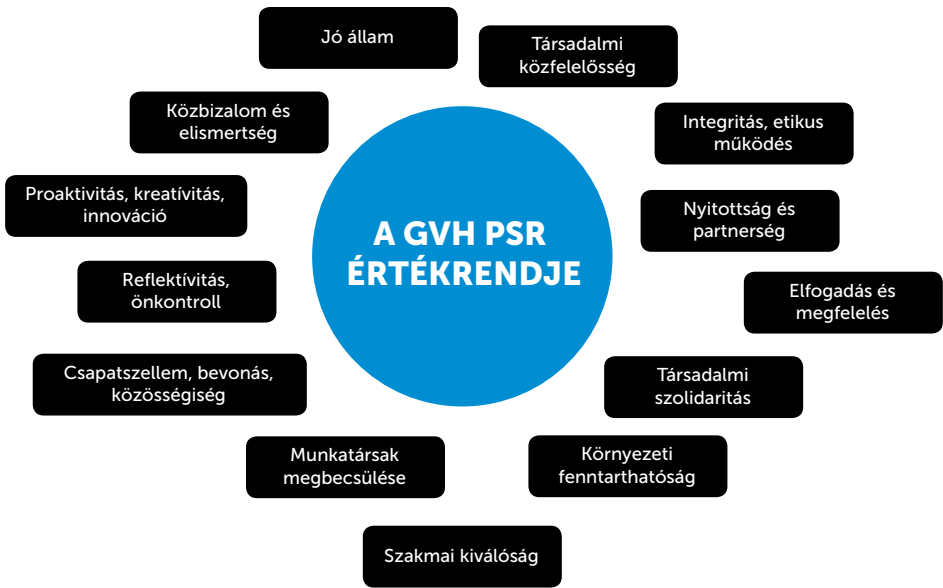 Jó állam
Társadalmi
közfelelősség
Közbizalom és
elismertség
Integritás, etikus
működés
Proaktivitás, kreatívitás,
innováció
Nyitottság és
partnerség
A GVH PSR
ÉRTÉKRENDJE
Reflektívitás,
önkontroll
Elfogadás és
megfelelés
Csapatszellem, bevonás,
közösségiség
Társadalmi
szolidaritás
Munkatársak
megbecsülése
Környezeti
fenntarthatóság
Szakmai kiválóság